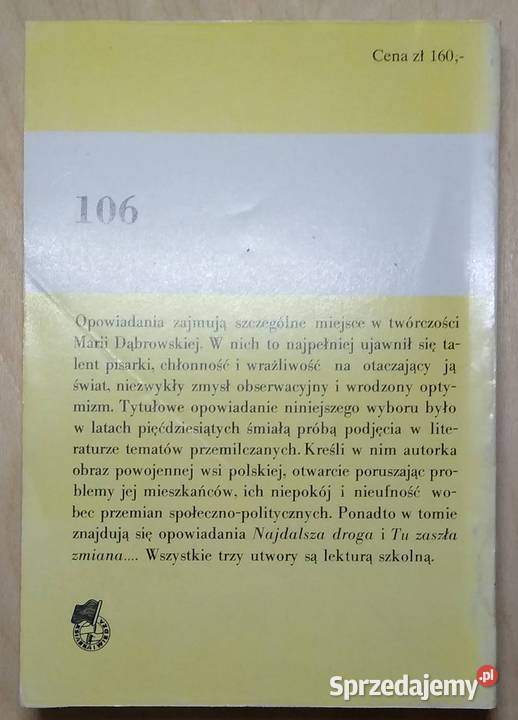 Cena zł 160,-
106
Opowiadania zajmują szczególne miejsce w twórczości
Marii Dąbrowskiej. W nich to najpełniej ujawnił się ta-
lent pisarki, chłonność i wrażliwość na otaczający ją
świat, niezwykły zmysł obserwacyjny i wrodzony opty-
mizm. Tytułowe opowiadanie niniejszego wyboru było
w latach pięćdziesiątych śmiałą próbą podjęcia w lite-
raturze tematów przemilczanych. Kreśli w nim autorka
obraz powojennej wsi polskiej, otwarcie poruszając pro-
blemy jej mieszkańców, ich niepokój i nieufność wo-
bec przemian społeczno-politycznych. Ponadto w tomie
znajdują się opowiadania Najdalsza droga i Tu zaszła
zmiana.... Wszystkie trzy utwory są lekturą szkolną.
KSIĄŻKA I WIEDZA
Sprzedajemy.pl